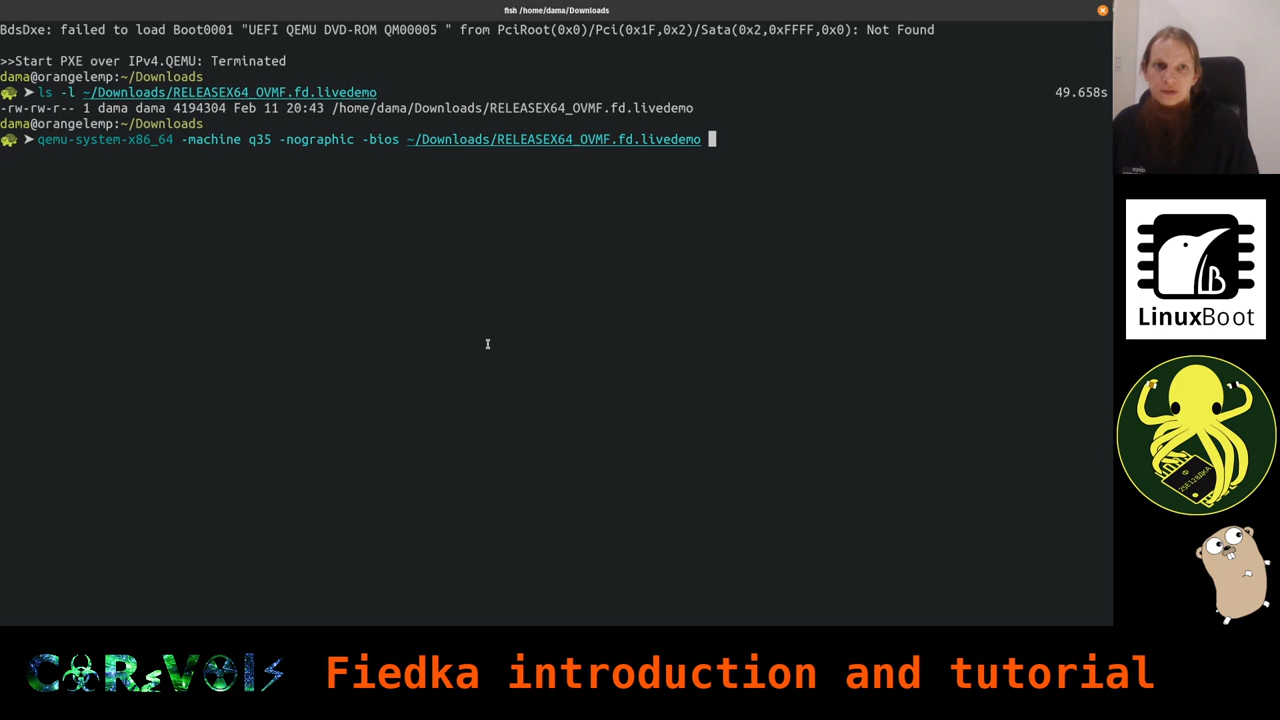 fish /home/dama/Downloads
BdsDxe: failed to load Boot0001 "UEFI QEMU DVD-ROM QM00005 " from PciRoot(0x0)/Pci(0x1F,0x2)/Sata(0x2,0xFFFF,0x0): Not Found
>>Start PXE over IPv4.QEMU: Terminated
dama@orangelemp:~/Downloads
➤ ls -l ~/Downloads/RELEASEX64_OVMF.fd.livedemo 49.658s
-rw-rw-r-- 1 dama dama 4194304 Feb 11 20:43 /home/dama/Downloads/RELEASEX64_OVMF.fd.livedemo
dama@orangelemp:~/Downloads
➤ qemu-system-x86_64 -machine q35 -nographic -bios ~/Downloads/RELEASEX64_OVMF.fd.livedemo
LB
LinuxBoot
Fiedka introduction and tutorial